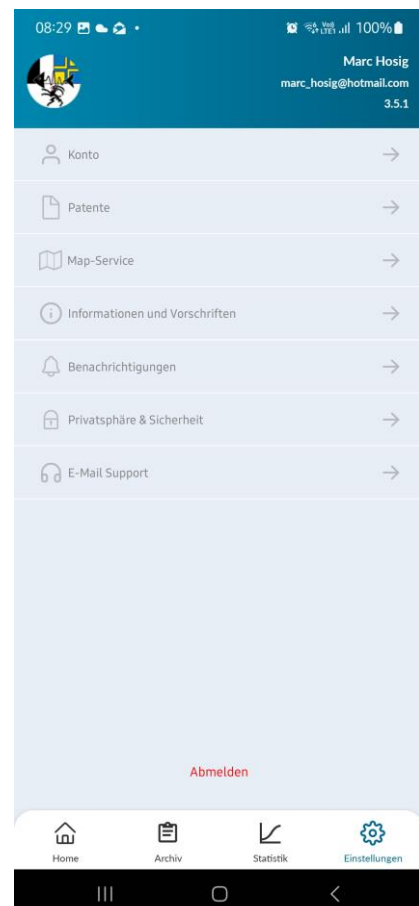 08:29
100%
Marc Hosig
marc_hosig@hotmail.com
3.5.1
Konto
Patente
Map-Service
Informationen und Vorschriften
Benachrichtigungen
Privatsphäre & Sicherheit
E-Mail Support
Abmelden
Home Archiv Statistik Einstellungen